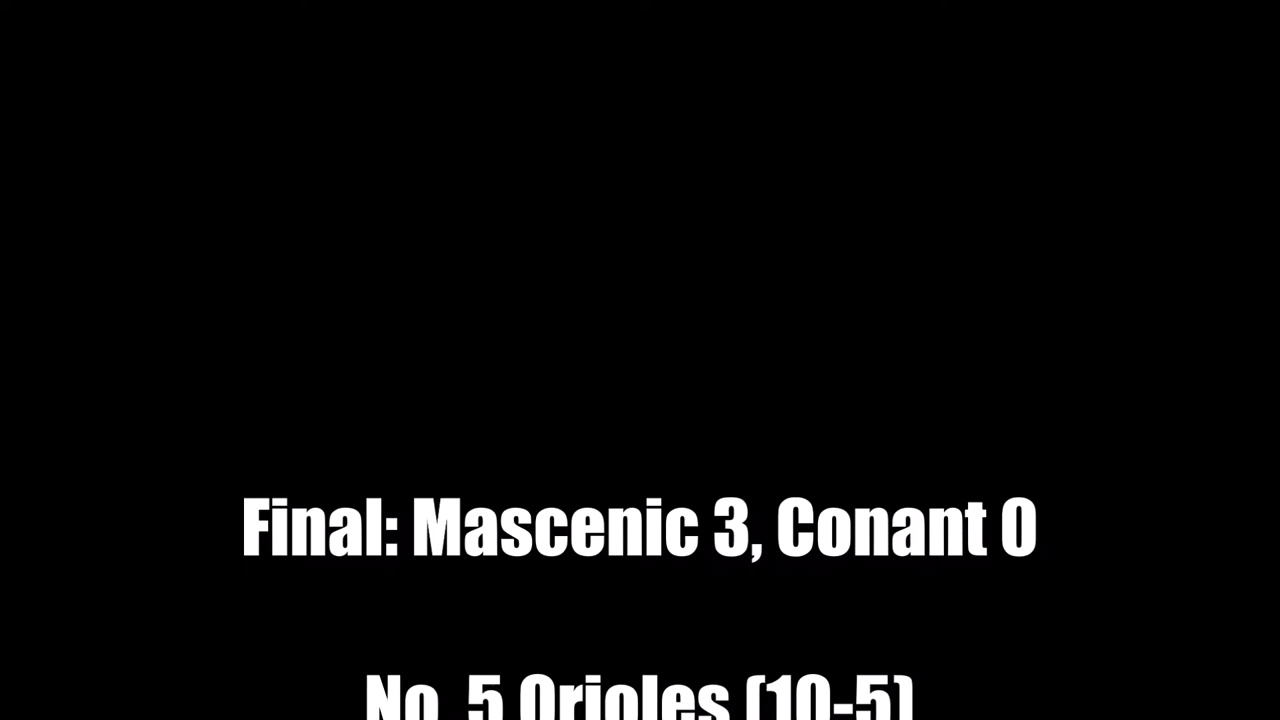 Final: Mascenic 3, Conant 0
No. 5 Orioles (10-5)